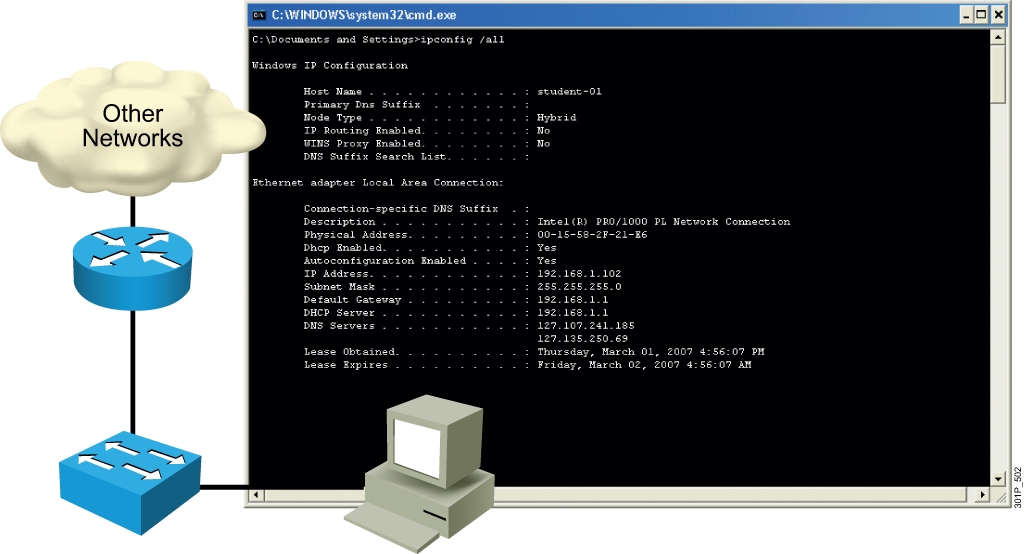 C:\WINDOWS\system32\cmd.exe
C:\Documents and Settings>ipconfig /all
Windows IP Configuration
Host Name . . . . . . . . . . . . : student-01
Primary Dns Suffix . . . . . . . :
Node Type . . . . . . . . . . . . : Hybrid
IP Routing Enabled. . . . . . . . : No
WINS Proxy Enabled. . . . . . . . : No
DNS Suffix Search List. . . . . . :
Ethernet adapter Local Area Connection:
Connection-specific DNS Suffix . :
Description . . . . . . . . . . . : Intel(R) PRO/1000 PL Network Connection
Physical Address. . . . . . . . . : 00-15-58-2F-21-E6
Dhcp Enabled. . . . . . . . . . . : Yes
Autoconfiguration Enabled . . . . : Yes
IP Address. . . . . . . . . . . . : 192.168.1.102
Subnet Mask . . . . . . . . . . . : 255.255.255.0
Default Gateway . . . . . . . . . : 192.168.1.1
DHCP Server . . . . . . . . . . . : 192.168.1.1
DNS Servers . . . . . . . . . . . : 127.107.241.185
127.135.250.69
Lease Obtained. . . . . . . . . . : Thursday, March 01, 2007 4:56:07 PM
Lease Expires . . . . . . . . . . : Friday, March 02, 2007 4:56:07 AM
Other
Networks
301P_502